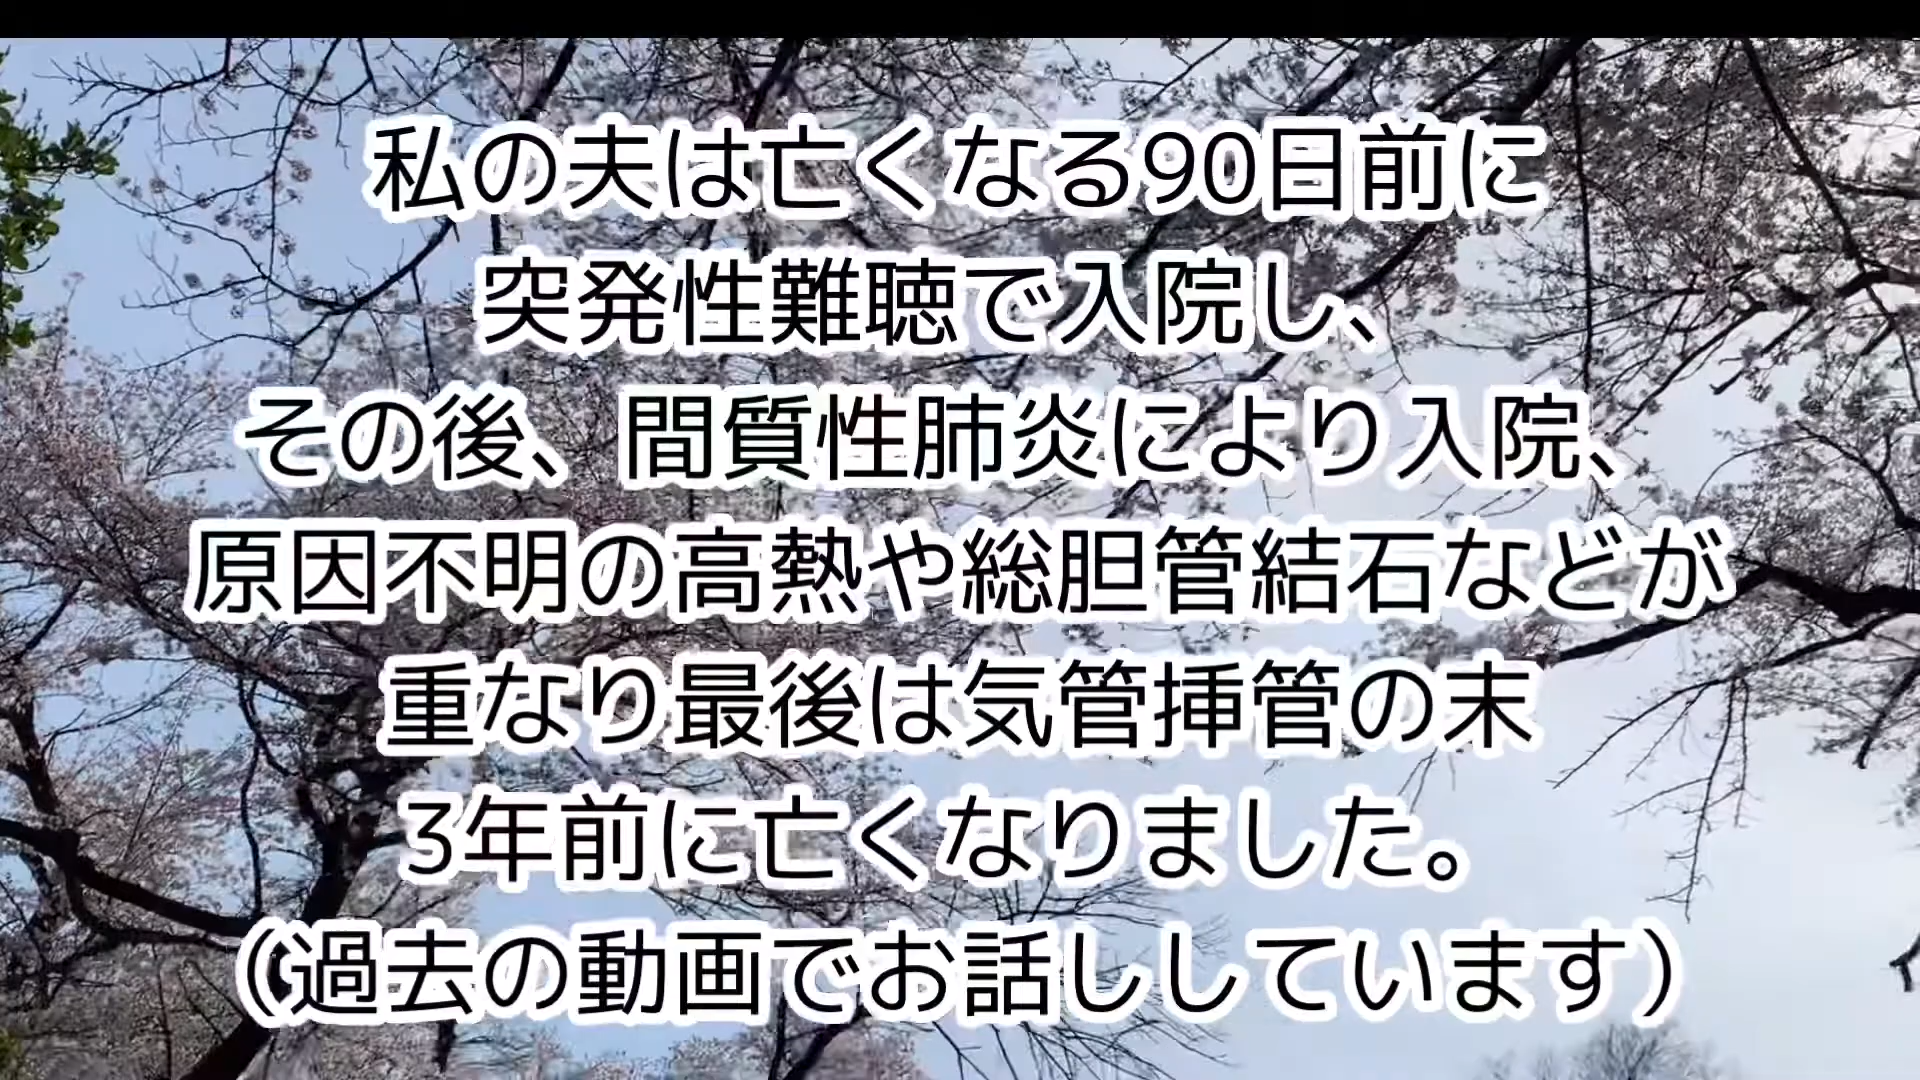 私の夫は亡くなる90日前に
突発性難聴で入院し、
その後、間質性肺炎により入院、
原因不明の高熱や総胆管結石などが
重なり最後は気管挿管の末
3年前に亡くなりました。
（過去の動画でお話ししています）